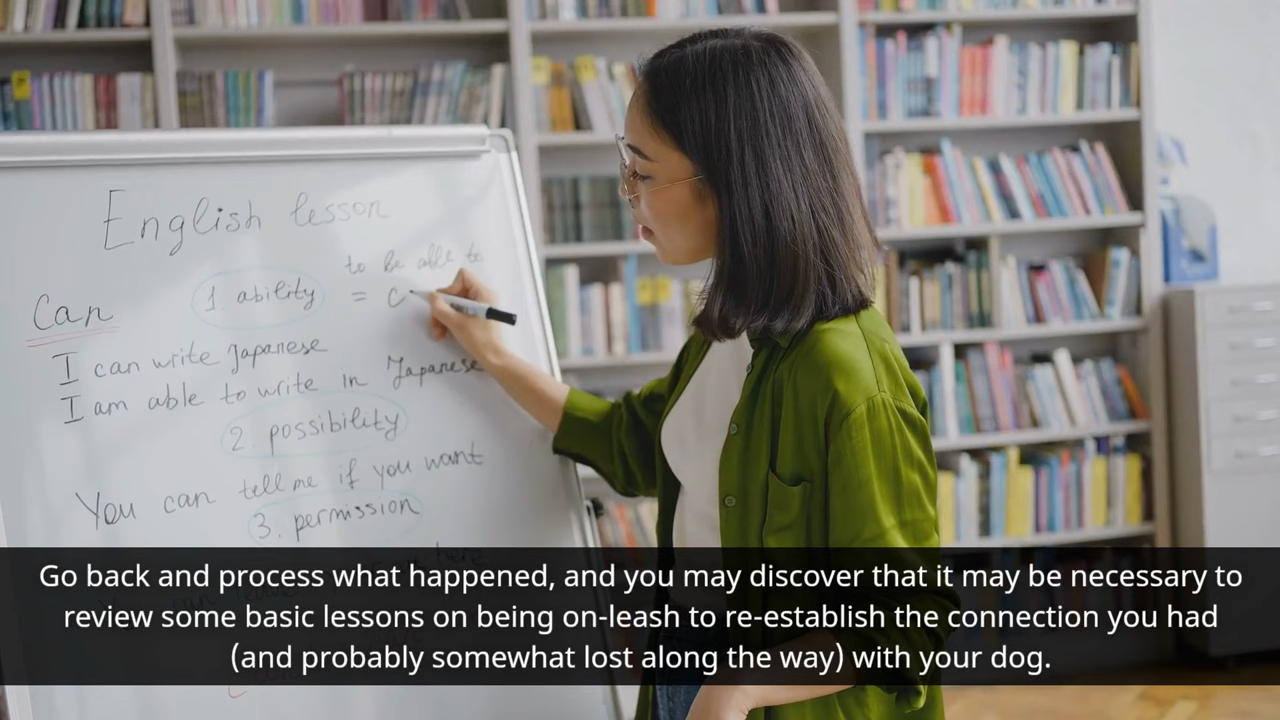 English lesson
to be able to
Can
1 ability = c
I can write Japanese
I am able to write in Japanese
2. possibility
You can tell me if you want
3. permission
Go back and process what happened, and you may discover that it may be necessary to
review some basic lessons on being on-leash to re-establish the connection you had
(and probably somewhat lost along the way) with your dog.